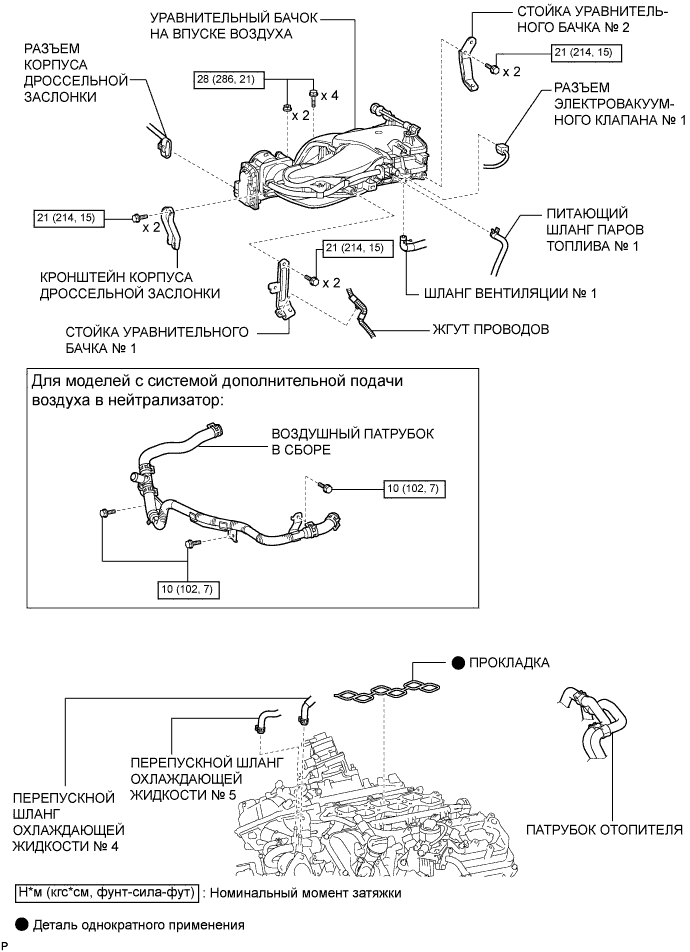 УРАВНИТЕЛЬНЫЙ БАЧОК
НА ВПУСКЕ ВОЗДУХА
СТОЙКА УРАВНИТЕЛЬ-
НОГО БАЧКА № 2
РАЗЪЕМ
КОРПУСА
ДРОССЕЛЬНОЙ
ЗАСЛОНКИ
28 (286, 21)
x 4
x 2
21 (214, 15)
x 2
РАЗЪЕМ
ЭЛЕКТРОВАКУУМ-
НОГО КЛАПАНА № 1
21 (214, 15)
x 2
ПИТАЮЩИЙ
ШЛАНГ ПАРОВ
ТОПЛИВА № 1
21 (214, 15)
x 2
КРОНШТЕЙН КОРПУСА
ДРОССЕЛЬНОЙ ЗАСЛОНКИ
ШЛАНГ ВЕНТИЛЯЦИИ № 1
СТОЙКА УРАВНИТЕЛЬНОГО
БАЧКА № 1
ЖГУТ ПРОВОДОВ
Для моделей с системой дополнительной подачи
воздуха в нейтрализатор:
ВОЗДУШНЫЙ ПАТРУБОК
В СБОРЕ
10 (102, 7)
10 (102, 7)
ПРОКЛАДКА
ПЕРЕПУСКНОЙ ШЛАНГ
ОХЛАЖДАЮЩЕЙ
ЖИДКОСТИ № 5
ПЕРЕПУСКНОЙ
ШЛАНГ
ОХЛАЖДАЮЩЕЙ
ЖИДКОСТИ № 4
ПАТРУБОК ОТОПИТЕЛЯ
Н*м (кгс*см, фунт-сила-фут) : Номинальный момент затяжки
Деталь однократного применения
P